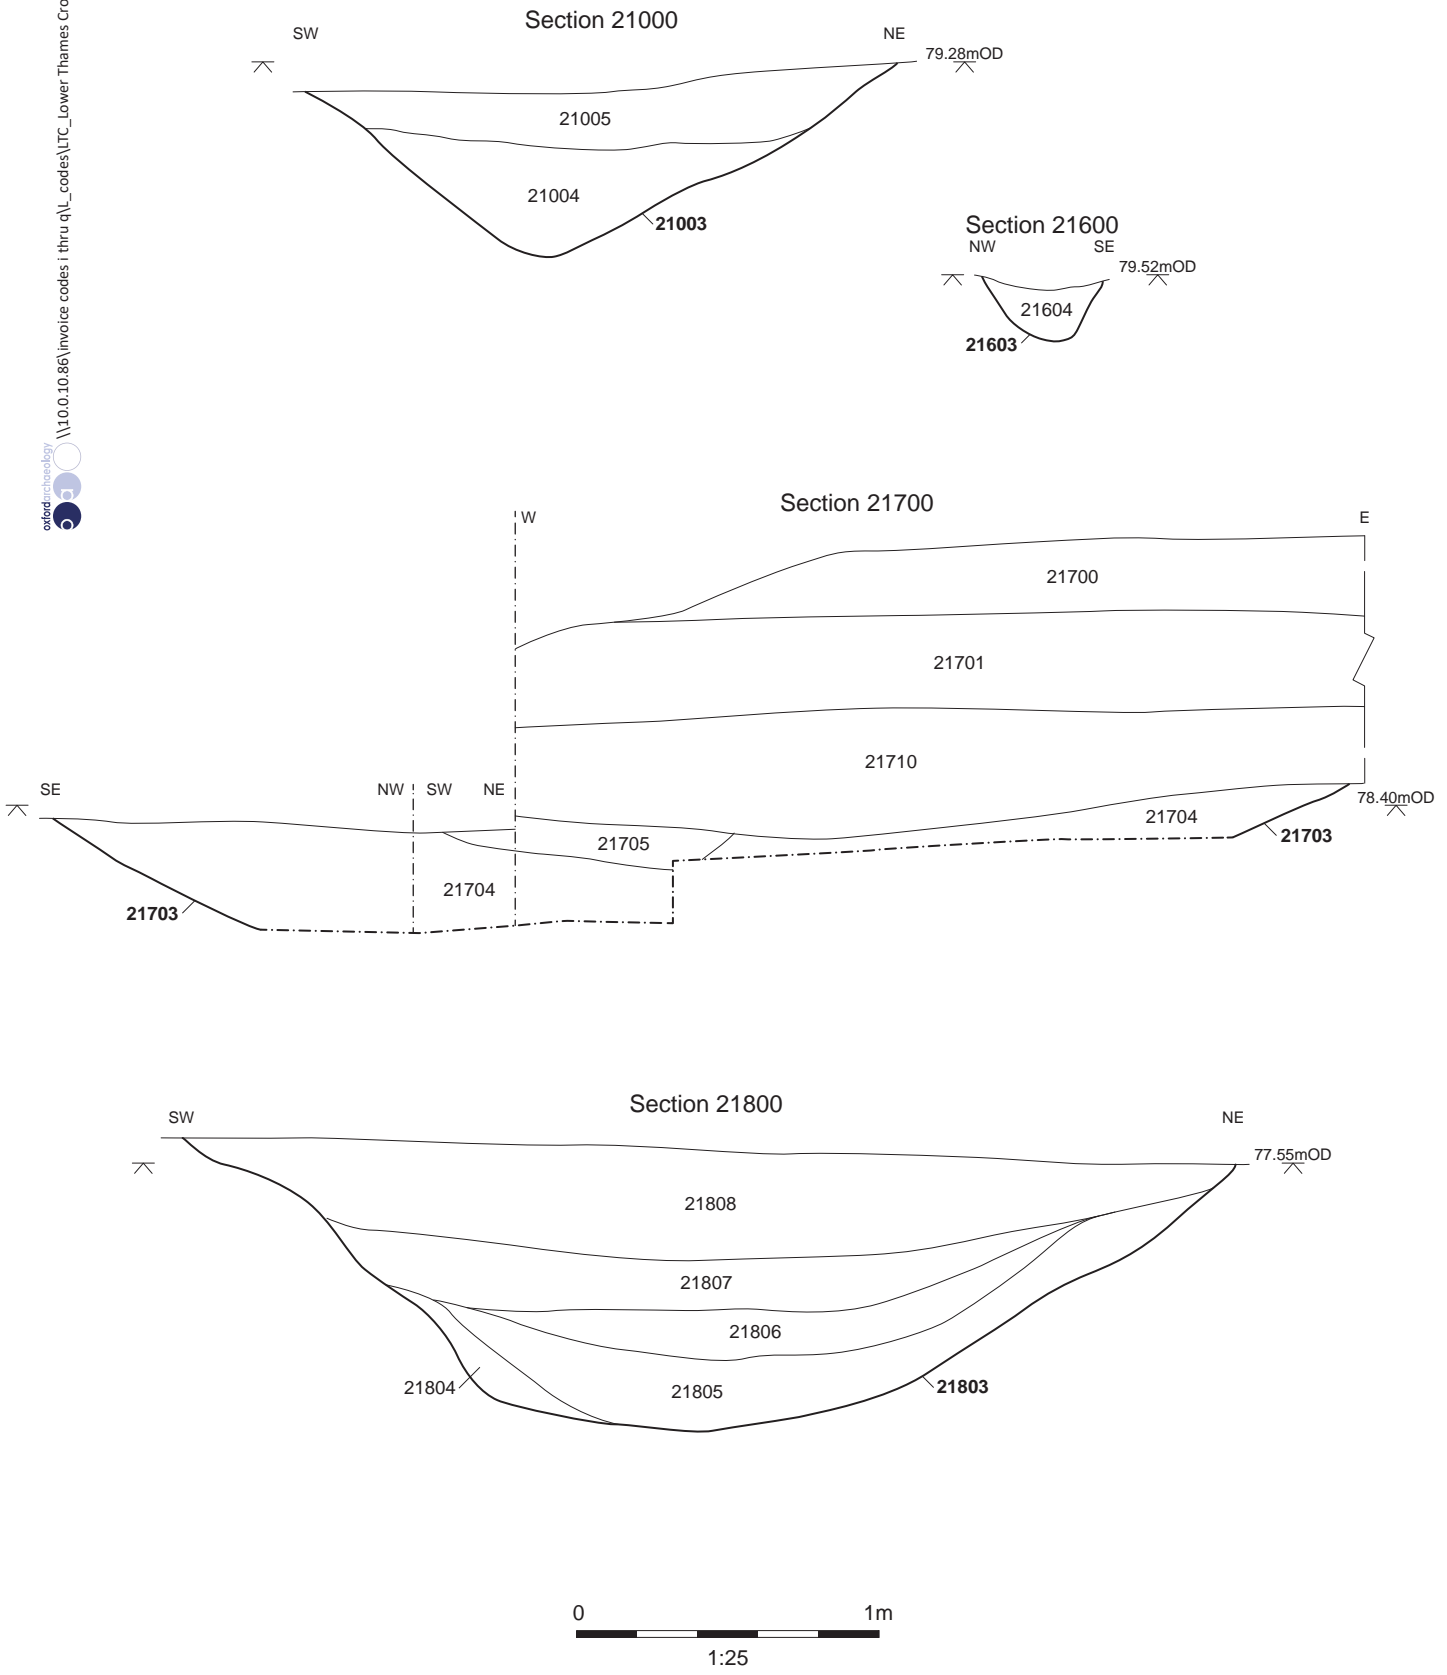 \\10.0.10.86\invoice codes i thru q\L_codes\LTC_Lower Thames Cro
oxfordarchaeology
Section 21000
SW
NE
79.28mOD
21005
21004
21003
Section 21600
NW
SE
79.52mOD
21604
21603
Section 21700
W
E
21700
21701
21710
SE
NW
SW
NE
78.40mOD
21705
21704
21704
21703
21703
Section 21800
SW
NE
77.55mOD
21808
21807
21806
21804
21805
21803
0
1m
1:25